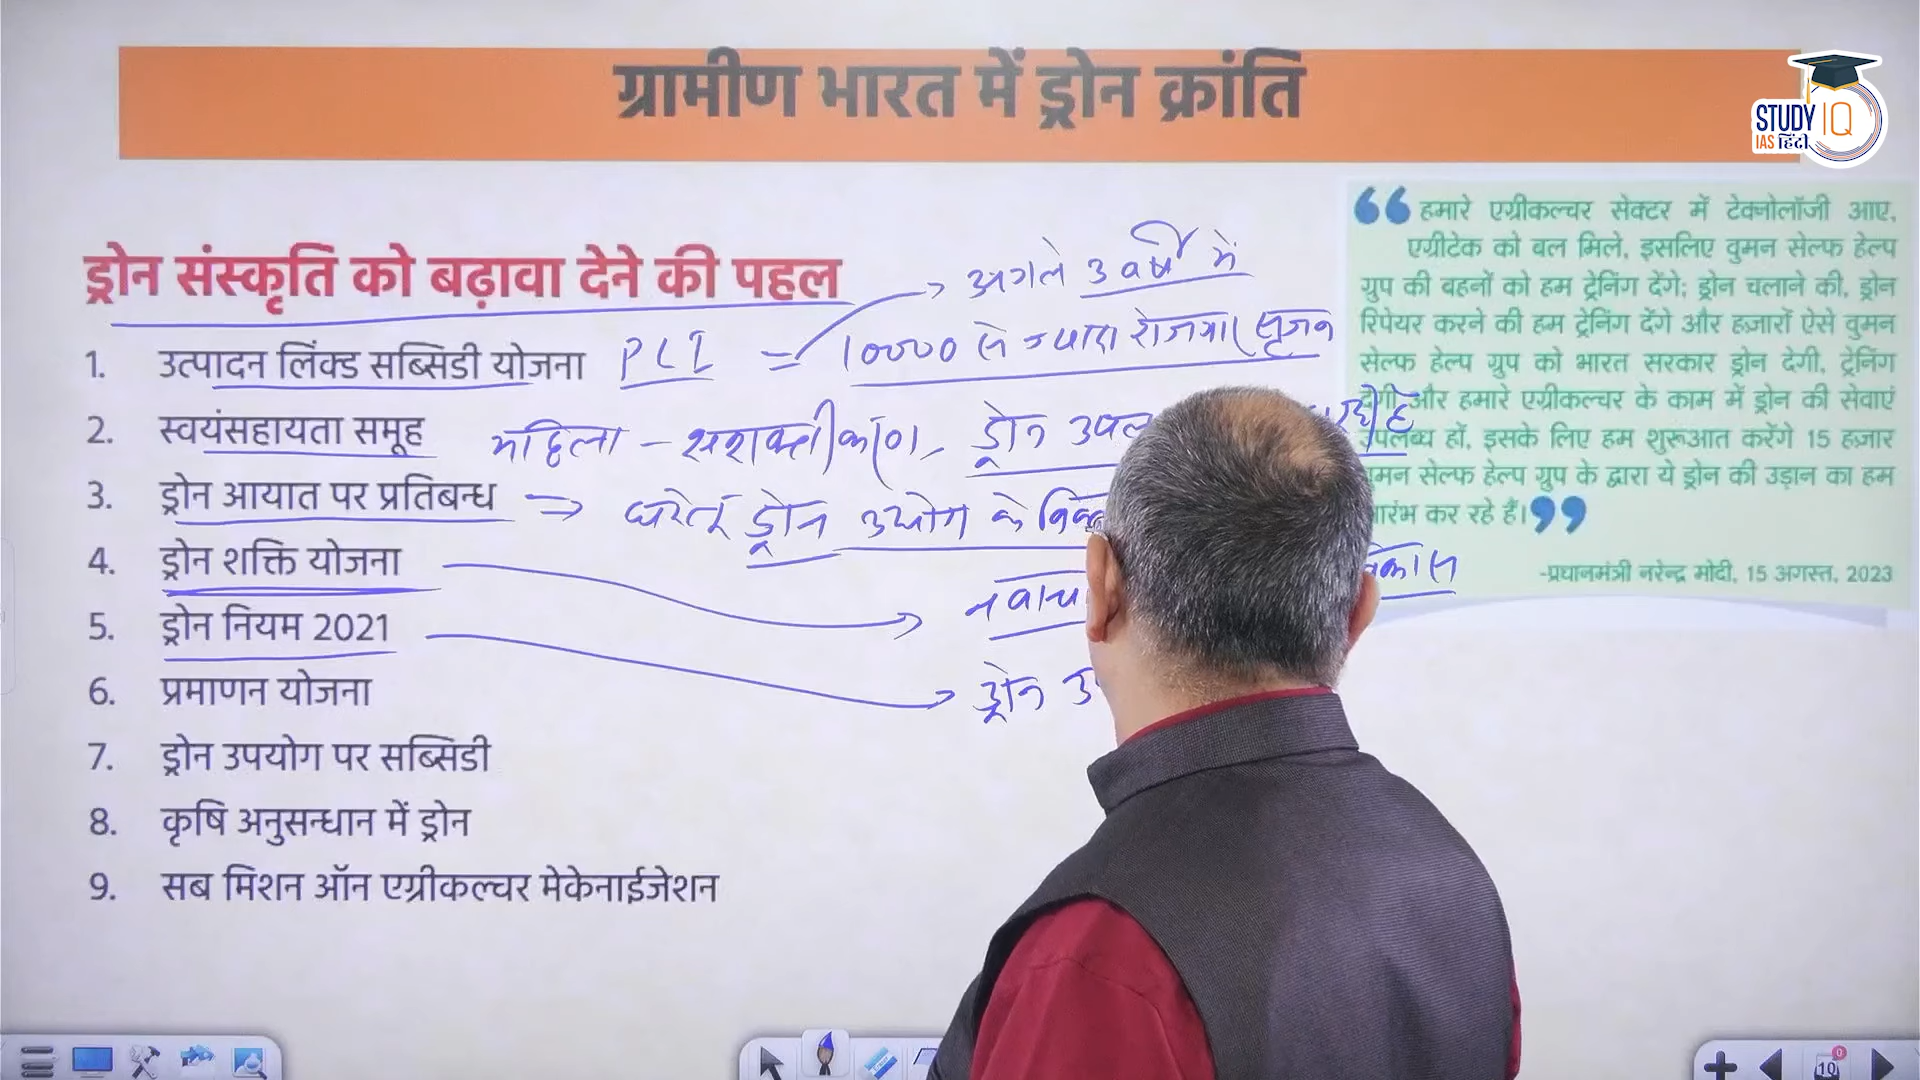 ग्रामीण भारत में ड्रोन क्रांति
STUDY IQ
IAS हिंदी
ड्रोन संस्कृति को बढ़ावा देने की पहल
1. उत्पादन लिंक्ड सब्सिडी योजना PLI =
अगले 3 वर्षों में
10000 से ज्यादा रोजगार सृजन
2. स्वयंसहायता समूह महिला - सशक्तीकरण - ड्रोन
3. ड्रोन आयात पर प्रतिबन्ध ⇒ घरेलू ड्रोन उद्योग के
4. ड्रोन शक्ति योजना
5. ड्रोन नियम 2021 ड्रोन
6. प्रमाणन योजना
7. ड्रोन उपयोग पर सब्सिडी
8. कृषि अनुसन्धान में ड्रोन
9. सब मिशन ऑन एग्रीकल्चर मेकेनाईजेशन
“हमारे एग्रीकल्चर सेक्टर में टेक्नोलॉजी आए,
एग्रीटेक को बल मिले, इसलिए वुमन सेल्फ हेल्प
ग्रुप की बहनों को हम ट्रेनिंग देंगे; ड्रोन चलाने की, ड्रोन
रिपेयर करने की हम ट्रेनिंग देंगे और हज़ारों ऐसे वुमन
सेल्फ हेल्प ग्रुप को भारत सरकार ड्रोन देगी, ट्रेनिंग
और हमारे एग्रीकल्चर के काम में ड्रोन की सेवाएं
हों, इसके लिए हम शुरूआत करेंगे 15 हज़ार
सेल्फ हेल्प ग्रुप के द्वारा ये ड्रोन की उड़ान का हम
कर रहे हैं।”
-प्रधानमंत्री नरेन्द्र मोदी, 15 अगस्त, 2023
10
0